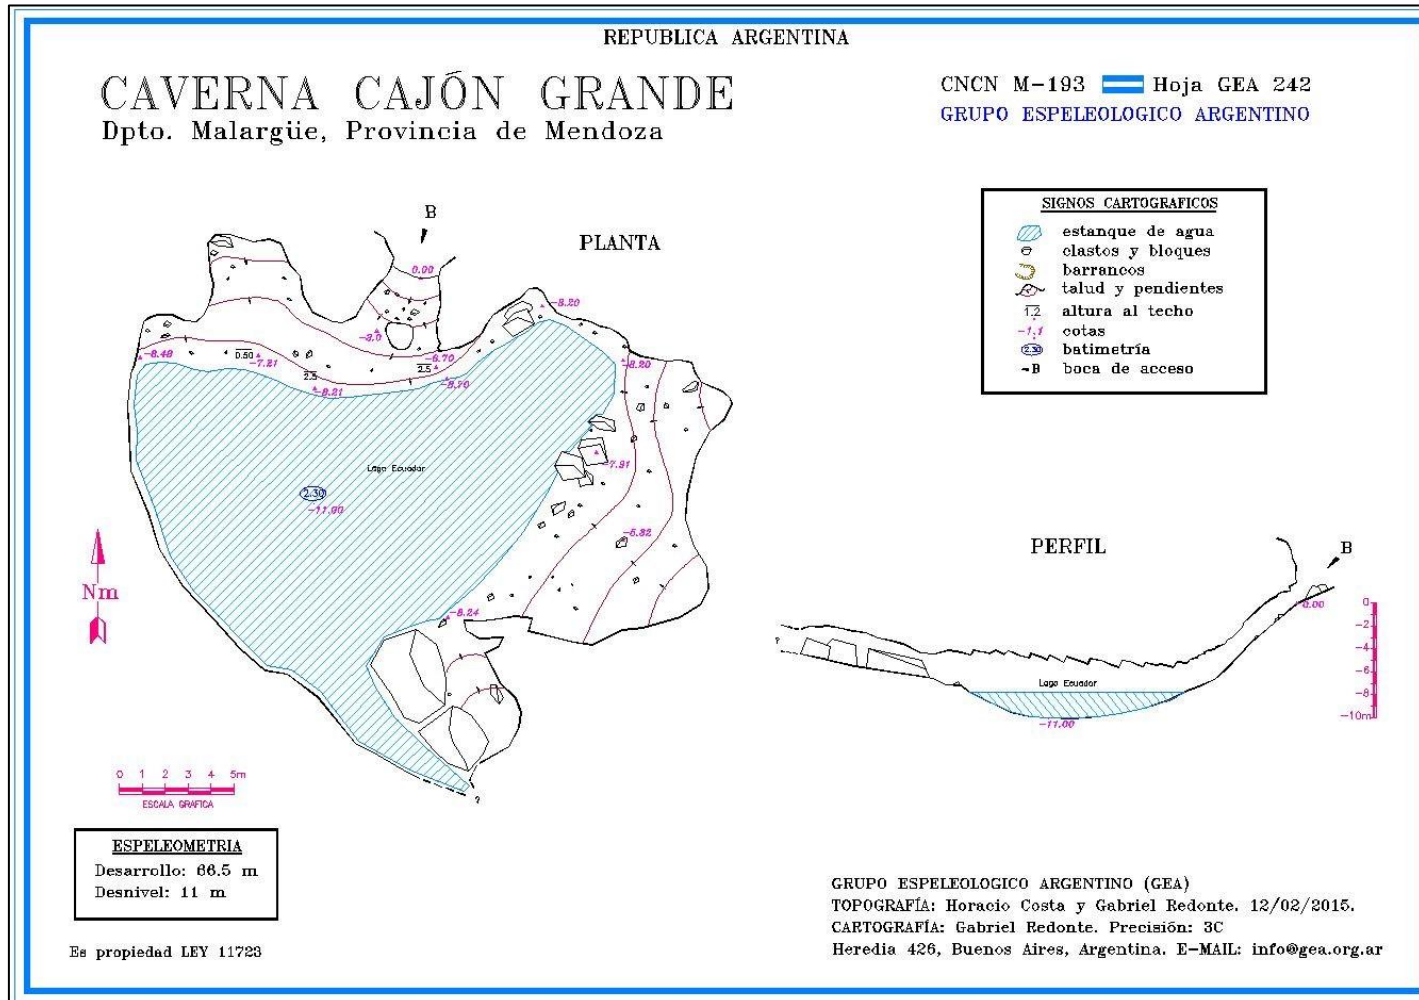 REPUBLICA ARGENTINA
CAVERNA CAJÓN GRANDE
Dpto. Malargüe, Provincia de Mendoza
CNCN M-193 Hoja GEA 242
GRUPO ESPELEOLOGICO ARGENTINO
SIGNOS CARTOGRAFICOS
estanque de agua
clastos y bloques
barrancos
talud y pendientes
1.2 altura al techo
-1.1 cotas
2.30 batimetría
B boca de acceso
PLANTA
B
0.00
-3.0
-8.20
-8.48
0.50
-7.21
2.5
-8.21
-6.70
2.5
-8.70
-8.20
Lago Ecuador
2.30
-11.00
-7.91
-5.82
-8.24
?
Nm
0 1 2 3 4 5m
ESCALA GRAFICA
PERFIL
B
0.00
?
Lago Ecuador
-11.00
0
-2
-4
-6
-8
-10m
ESPELEOMETRIA
Desarrollo: 66.5 m
Desnivel: 11 m
Es propiedad LEY 11723
GRUPO ESPELEOLOGICO ARGENTINO (GEA)
TOPOGRAFÍA: Horacio Costa y Gabriel Redonte. 12/02/2015.
CARTOGRAFÍA: Gabriel Redonte. Precisión: 3C
Heredia 426, Buenos Aires, Argentina. E-MAIL: info@gea.org.ar